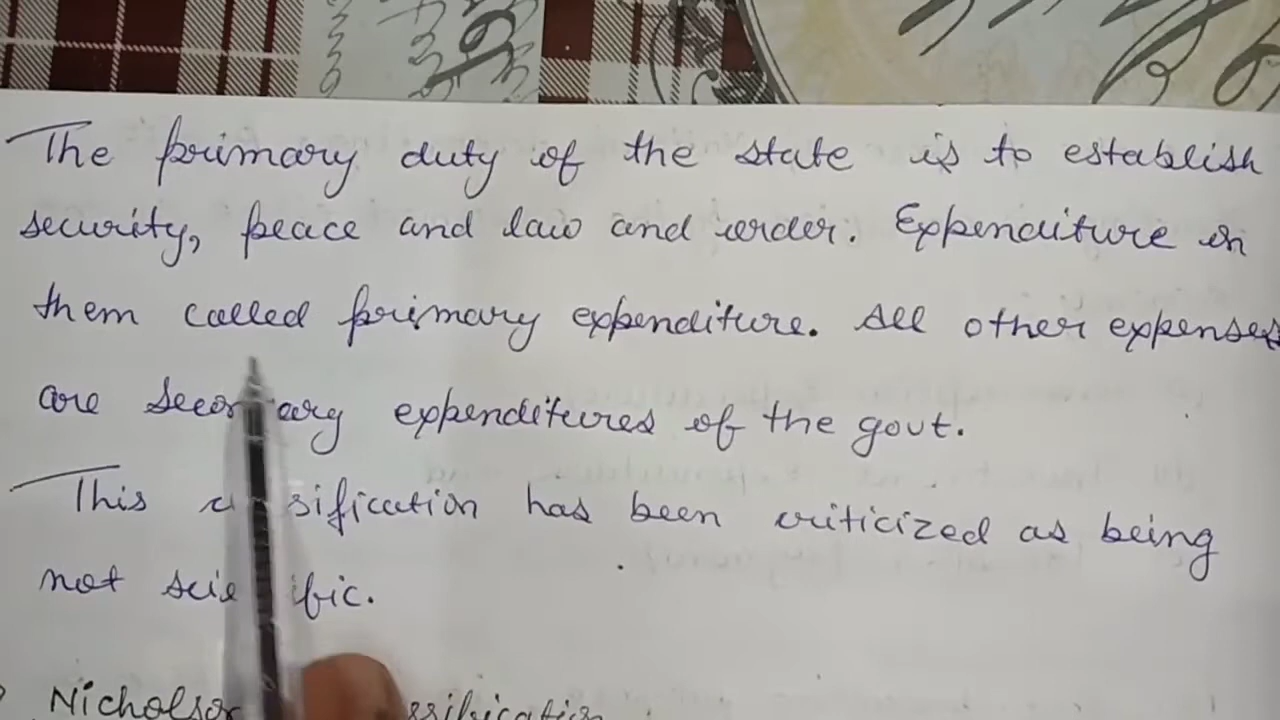 The primary duty of the state is to establish
security, peace and law and order. Expenditure on
them called primary expenditure. All other expenses
are expenditures of the govt.
This has been criticized as being
not